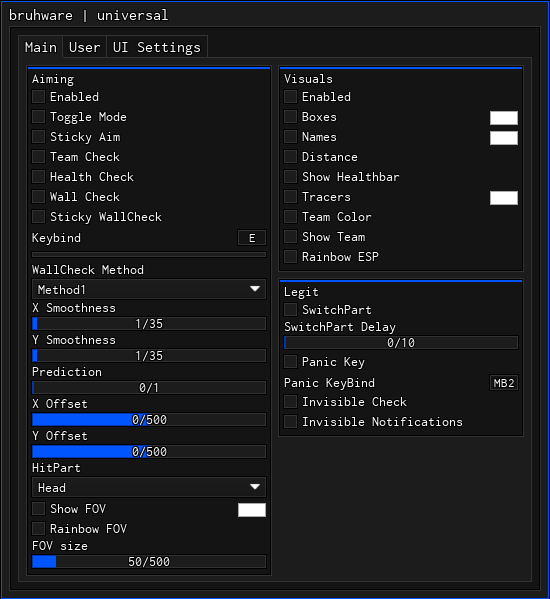 bruhware | universal
Main User UI Settings
Aiming
Enabled
Toggle Mode
Sticky Aim
Team Check
Health Check
Wall Check
Sticky WallCheck
Keybind E
WallCheck Method
Method1
X Smoothness
1/35
Y Smoothness
1/35
Prediction
0/1
X Offset
0/500
Y Offset
0/500
HitPart
Head
Show FOV
Rainbow FOV
FOV size
50/500
Visuals
Enabled
Boxes
Names
Distance
Show Healthbar
Tracers
Team Color
Show Team
Rainbow ESP
Legit
SwitchPart
SwitchPart Delay
0/10
Panic Key
Panic KeyBind MB2
Invisible Check
Invisible Notifications